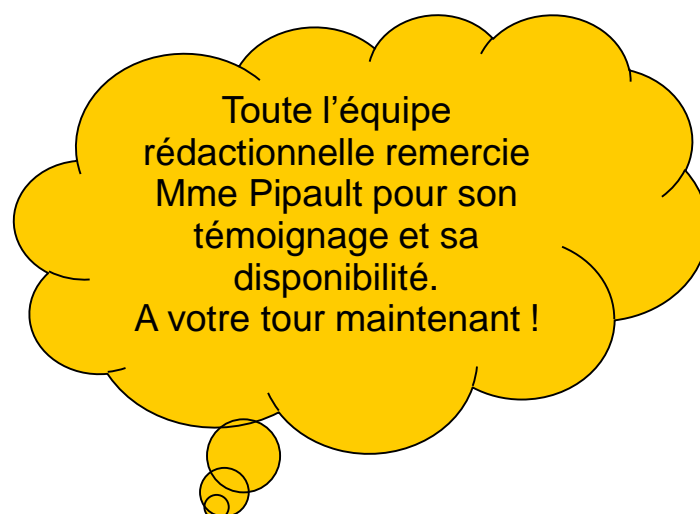 Toute l’équipe
rédactionnelle remercie
Mme Pipault pour son
témoignage et sa
disponibilité.
A votre tour maintenant !